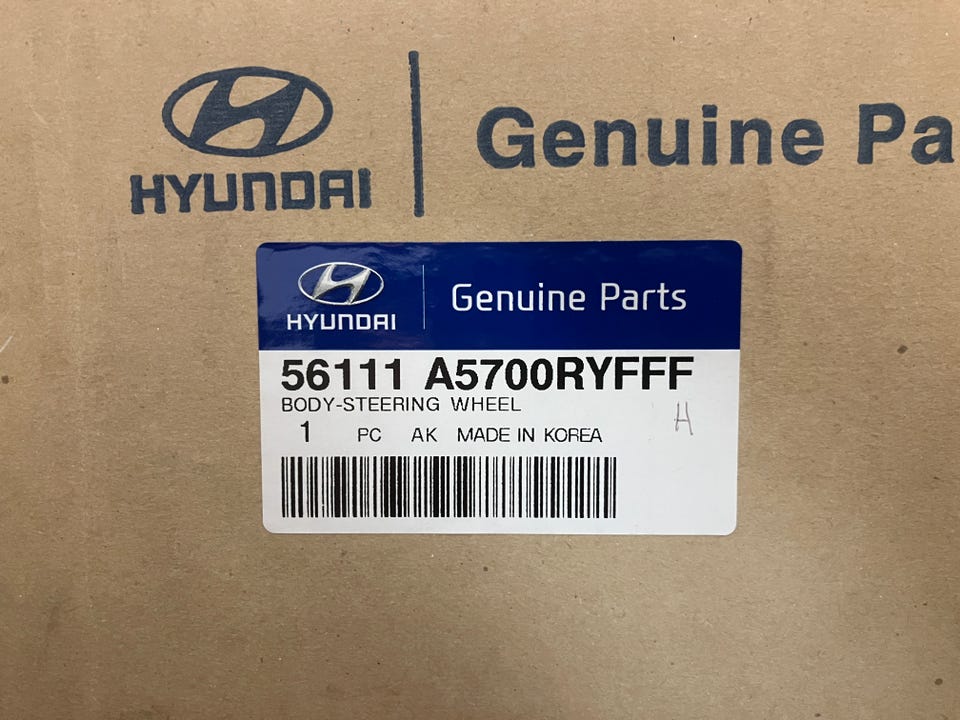 HYUNDAI
Genuine Pa
HYUNDAI
Genuine Parts
56111 A5700RYFFF
BODY-STEERING WHEEL
H
1 PC AK MADE IN KOREA